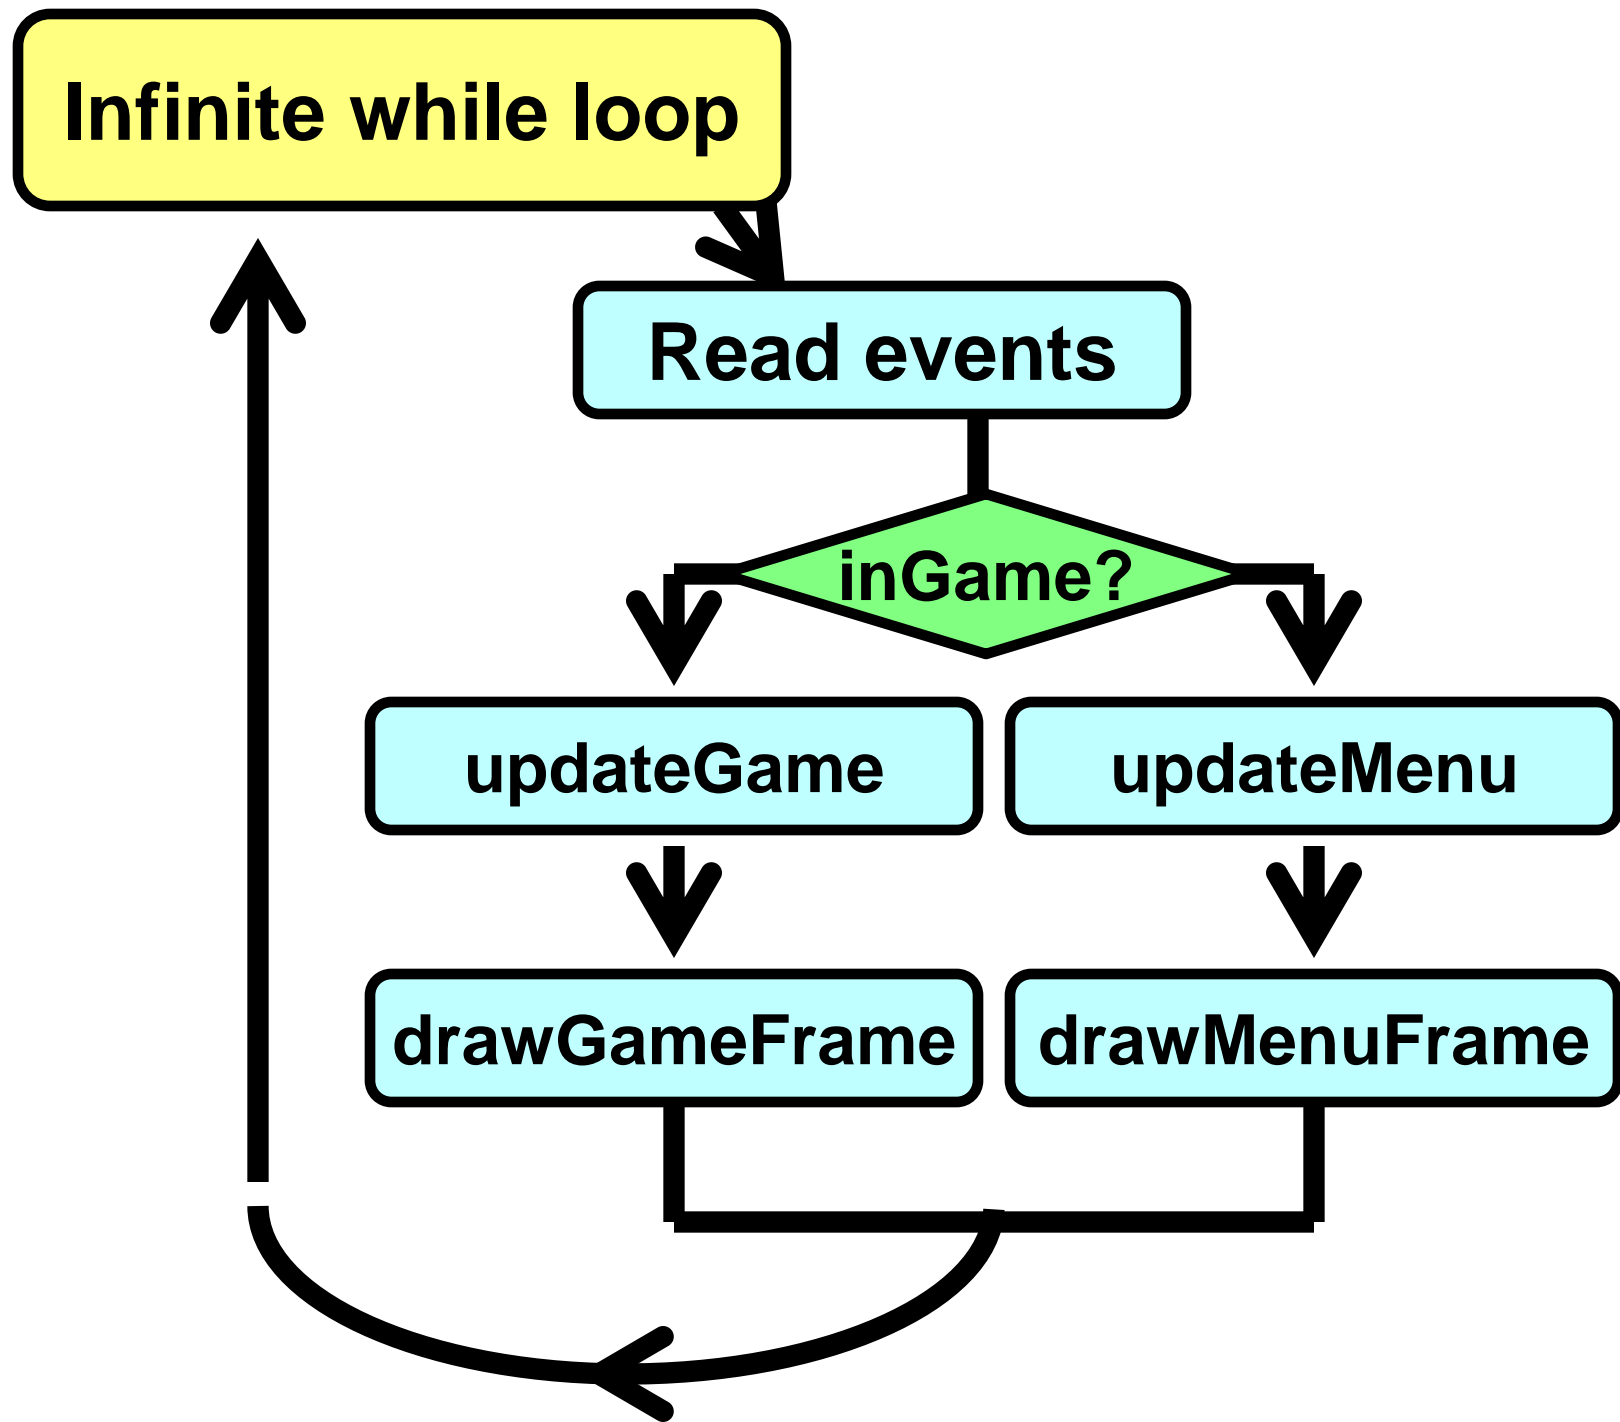 Infinite while loop
Read events
inGame?
updateGame
updateMenu
drawGameFrame
drawMenuFrame